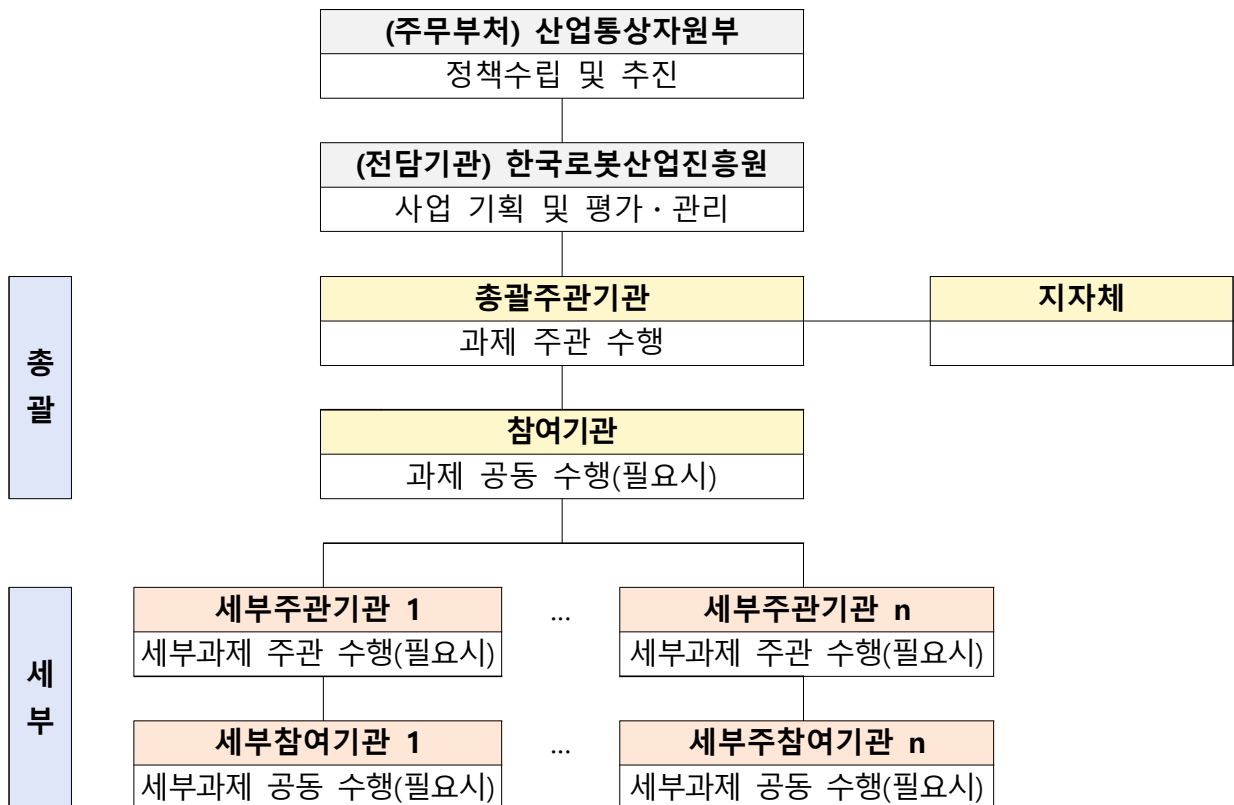 (주무부처) 산업통상자원부
정책수립 및 추진
(전담기관) 한국로봇산업진흥원
사업 기획 및 평가·관리
총
괄
총괄주관기관
과제 주관 수행
지자체
참여기관
과제 공동 수행(필요시)
세
부
세부주관기관 1
세부과제 주관 수행(필요시)
...
세부주관기관 n
세부과제 주관 수행(필요시)
세부참여기관 1
세부과제 공동 수행(필요시)
...
세부주참여기관 n
세부과제 공동 수행(필요시)